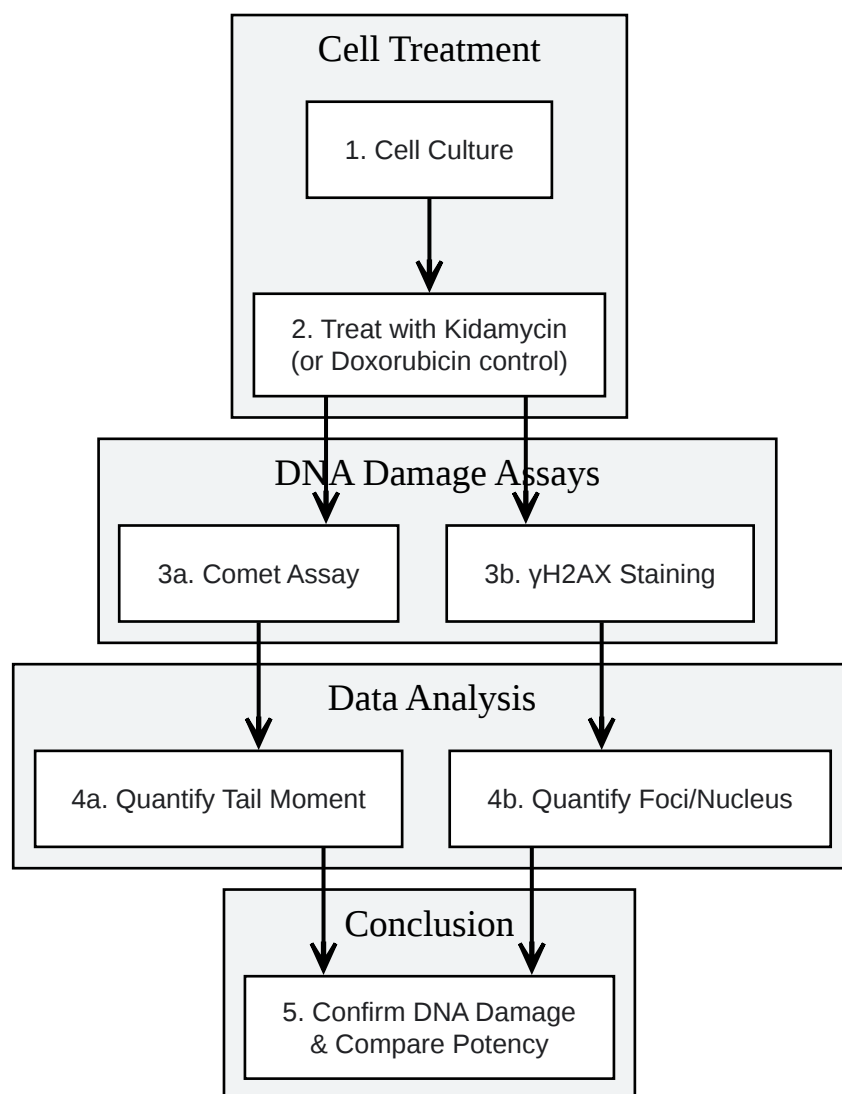 Cell Treatment
1. Cell Culture
2. Treat with Kidamycin
(or Doxorubicin control)
DNA Damage Assays
3a. Comet Assay
3b. γH2AX Staining
Data Analysis
4a. Quantify Tail Moment
4b. Quantify Foci/Nucleus
Conclusion
5. Confirm DNA Damage
& Compare Potency